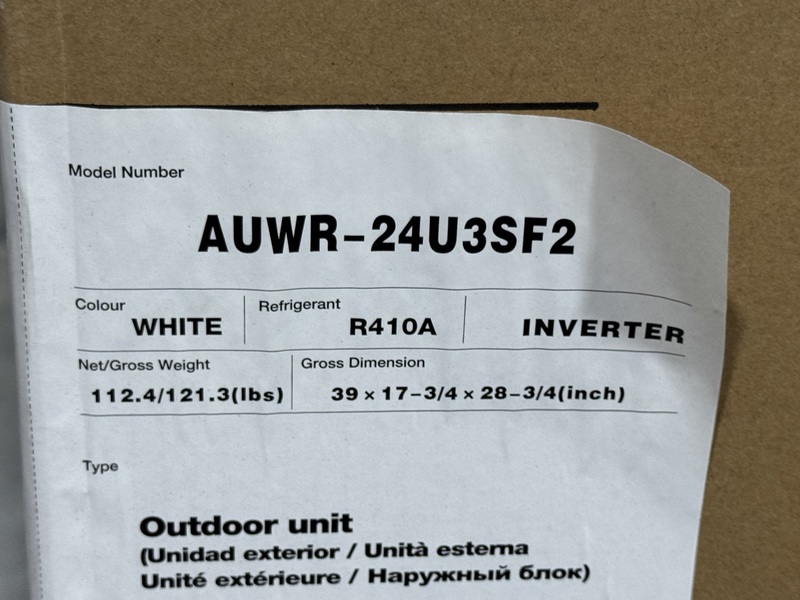 Model Number
AUWR-24U3SF2
Colour Refrigerant
WHITE R410A INVERTER
Net/Gross Weight Gross Dimension
112.4/121.3(lbs) 39 × 17-3/4 × 28-3/4(inch)
Type
Outdoor unit
(Unidad exterior / Unità esterna
Unité extérieure / Наружный блок)